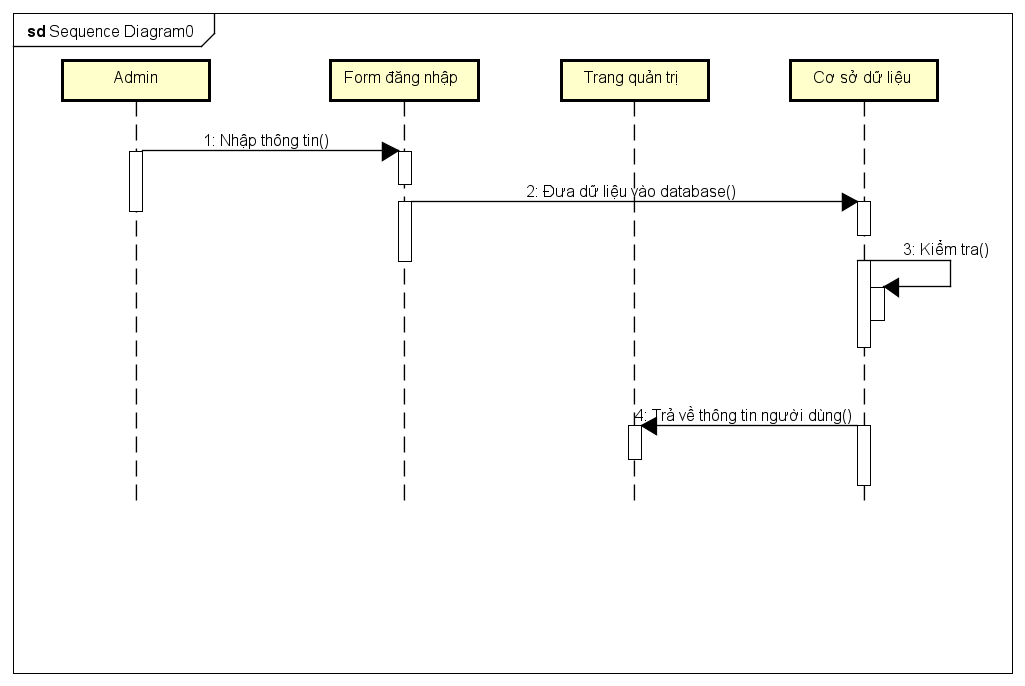 sd Sequence Diagram0
Admin
Form đăng nhập
Trang quản trị
Cơ sở dữ liệu
1: Nhập thông tin()
2: Đưa dữ liệu vào database()
3: Kiểm tra()
4: Trả về thông tin người dùng()